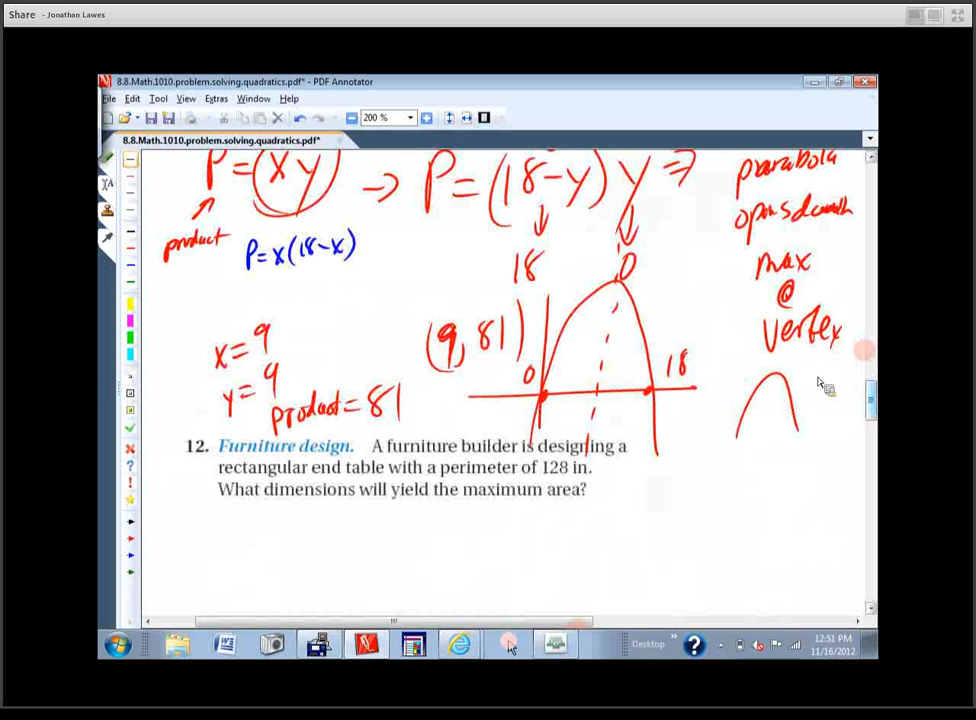 Share - Jonathan Lawes
8.8.Math.1010.problem.solving.quadratics.pdf* - PDF Annotator
File Edit Tool View Extras Window Help
200 %
8.8.Math.1010.problem.solving.quadratics.pdf*
P=(xy) → P=(18-y)y ⇒
parabola
product
opens
P=x(18-x)
18 0
max
@
vertex
x=9
(9,81)
0 18
y=9
product=81
12. Furniture design. A furniture builder is designing a
rectangular end table with a perimeter of 128 in.
What dimensions will yield the maximum area?
Desktop
12:51 PM
11/16/2012